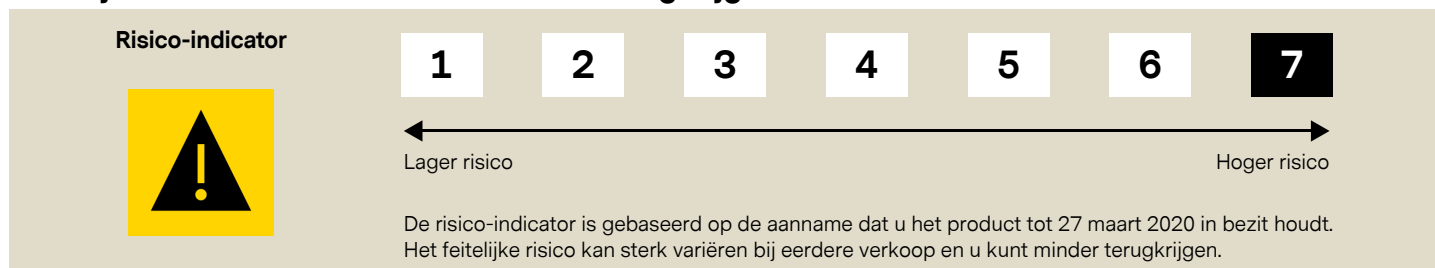 Risico-indicator
1 2 3 4 5 6 7
Lager risico Hoger risico
De risico-indicator is gebaseerd op de aanname dat u het product tot 27 maart 2020 in bezit houdt.
Het feitelijke risico kan sterk variëren bij eerdere verkoop en u kunt minder terugkrijgen.